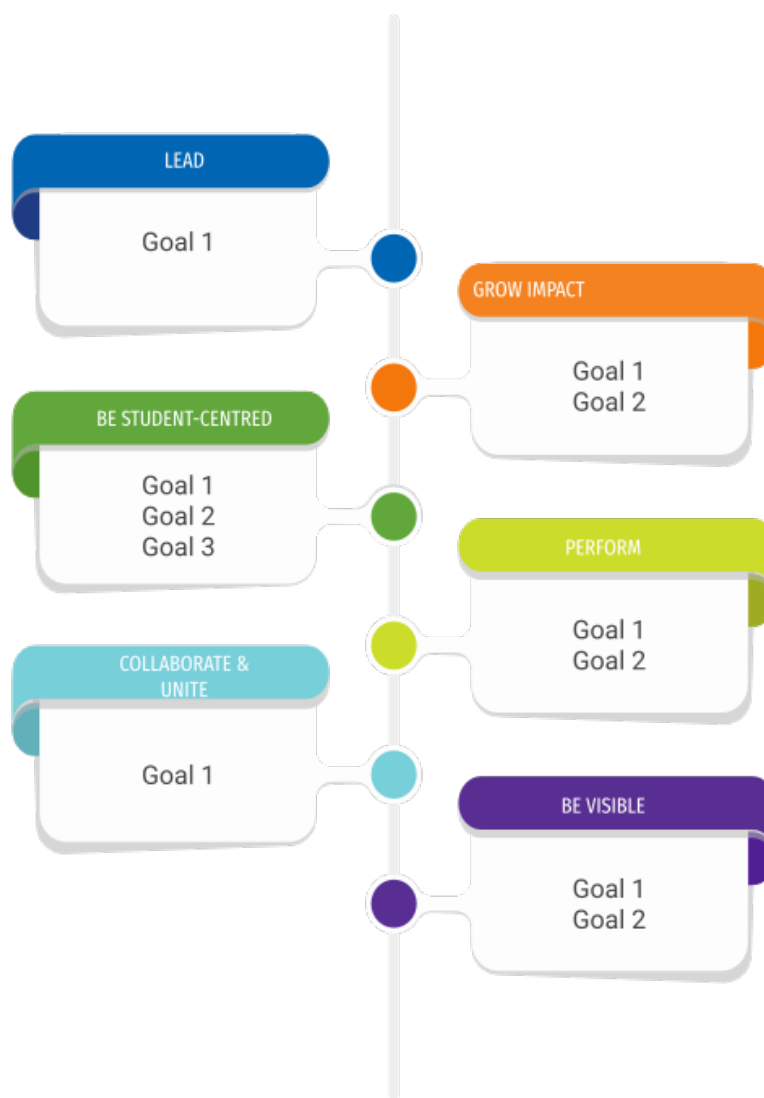 LEAD
Goal 1
GROW IMPACT
Goal 1
Goal 2
BE STUDENT-CENTRED
Goal 1
Goal 2
Goal 3
PERFORM
Goal 1
Goal 2
COLLABORATE &
UNITE
Goal 1
BE VISIBLE
Goal 1
Goal 2